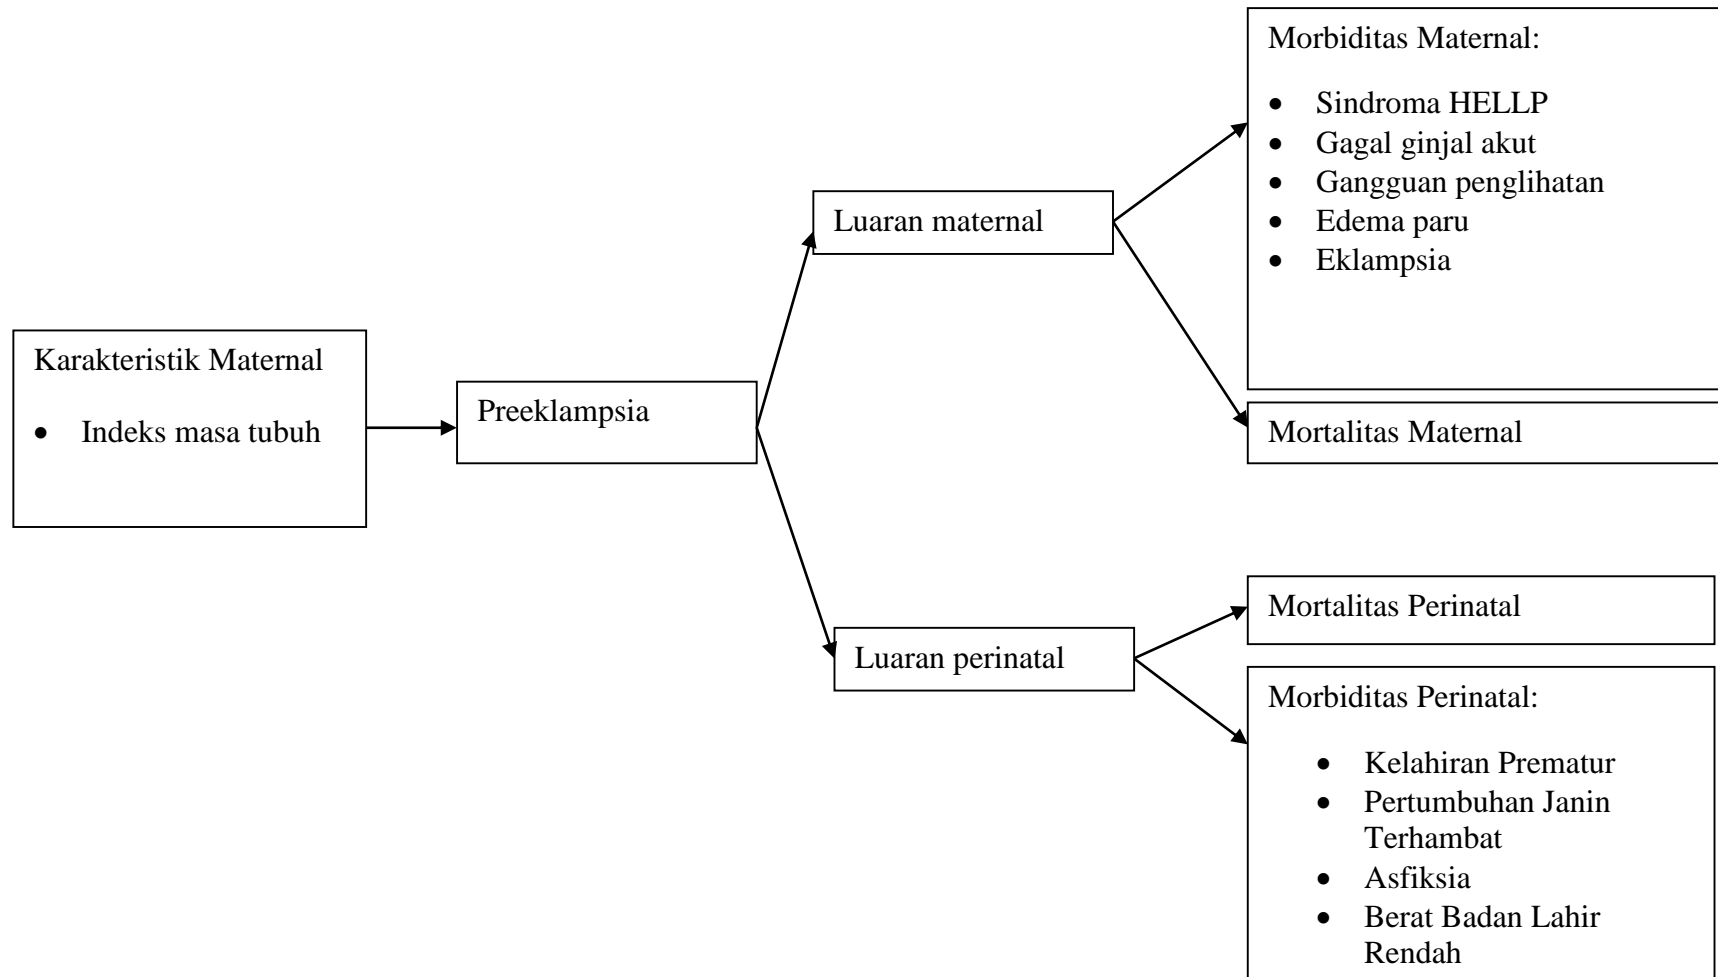 Karakteristik Maternal
• Indeks masa tubuh
Preeklampsia
Luaran maternal
Morbiditas Maternal:
• Sindroma HELLP
• Gagal ginjal akut
• Gangguan penglihatan
• Edema paru
• Eklampsia
Mortalitas Maternal
Luaran perinatal
Mortalitas Perinatal
Morbiditas Perinatal:
• Kelahiran Prematur
• Pertumbuhan Janin
Terhambat
• Asfiksia
• Berat Badan Lahir
Rendah